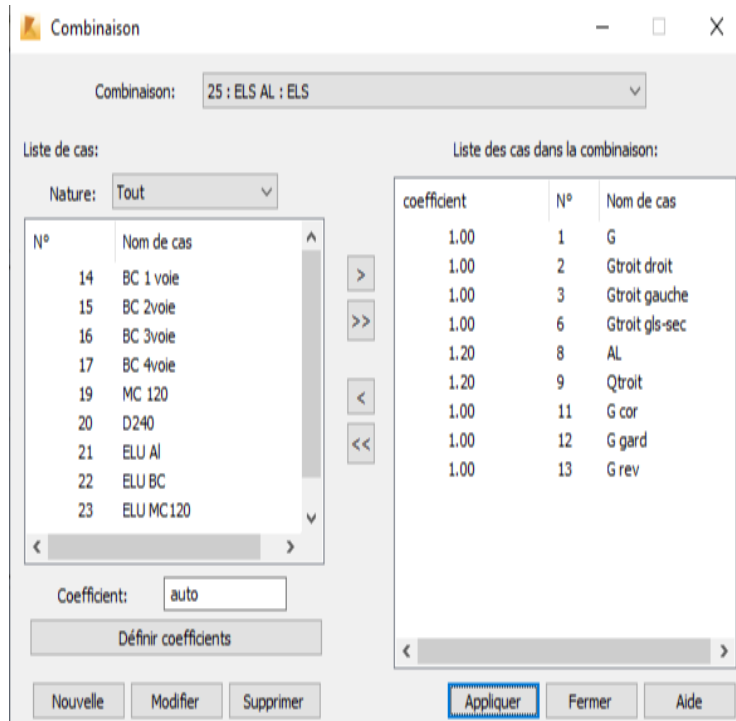 Combinaison
Combinaison: 25 : ELS AL : ELS
Liste de cas:
Nature: Tout
N° Nom de cas
14 BC 1 voie
15 BC 2voie
16 BC 3voie
17 BC 4voie
19 MC 120
20 D240
21 ELU Al
22 ELU BC
23 ELU MC120
Coefficient: auto
Définir coefficients
Nouvelle Modifier Supprimer
> 
>>
<
<<
Liste des cas dans la combinaison:
coefficient N° Nom de cas
1.00 1 G
1.00 2 Gtroit droit
1.00 3 Gtroit gauche
1.00 6 Gtroit gls-sec
1.20 8 AL
1.20 9 Qtroit
1.00 11 G cor
1.00 12 G gard
1.00 13 G rev
Appliquer Fermer Aide